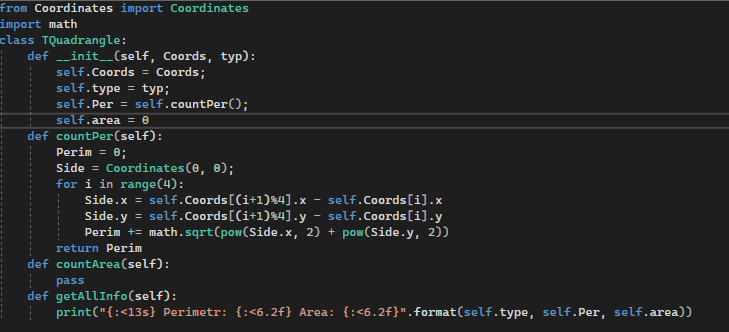 from Coordinates import Coordinates
import math
class TQuadrangle:
    def __init__(self, Coords, typ):
        self.Coords = Coords;
        self.type = typ;
        self.Per = self.countPer();
        self.area = 0
    def countPer(self):
        Perim = 0;
        Side = Coordinates(0, 0);
        for i in range(4):
            Side.x = self.Coords[(i+1)%4].x - self.Coords[i].x
            Side.y = self.Coords[(i+1)%4].y - self.Coords[i].y
            Perim += math.sqrt(pow(Side.x, 2) + pow(Side.y, 2))
        return Perim
    def countArea(self):
        pass
    def getAllInfo(self):
        print("{:<13s} Perimetr: {:<6.2f} Area: {:<6.2f}".format(self.type, self.Per, self.area))